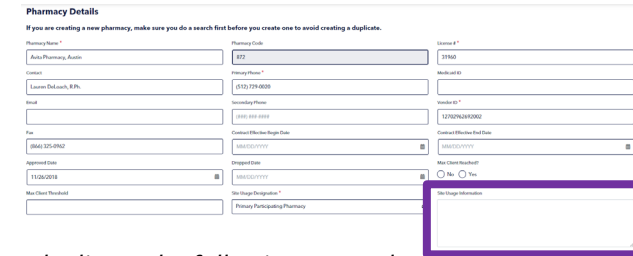 Pharmacy Details
If you are creating a new pharmacy, make sure you do a search first before you create one to avoid creating a duplicate.
Pharmacy Name * Pharmacy Code License # *
Avita Pharmacy, Austin 872 31960
Contact Primary Phone * Medicaid ID
Lauren DeLoach, R.Ph. (512) 729-0020
Email Secondary Phone Vendor ID *
(###) ###-#### 12702962692002
Fax Contract Effective Begin Date Contract Effective End Date
(866) 325-0962 MM/DD/YYYY MM/DD/YYYY
Approved Date Dropped Date Max Client Reached?
11/26/2018 MM/DD/YYYY No Yes
Max Client Threshold Site Usage Designation * Site Usage Information
Primary Participating Pharmacy